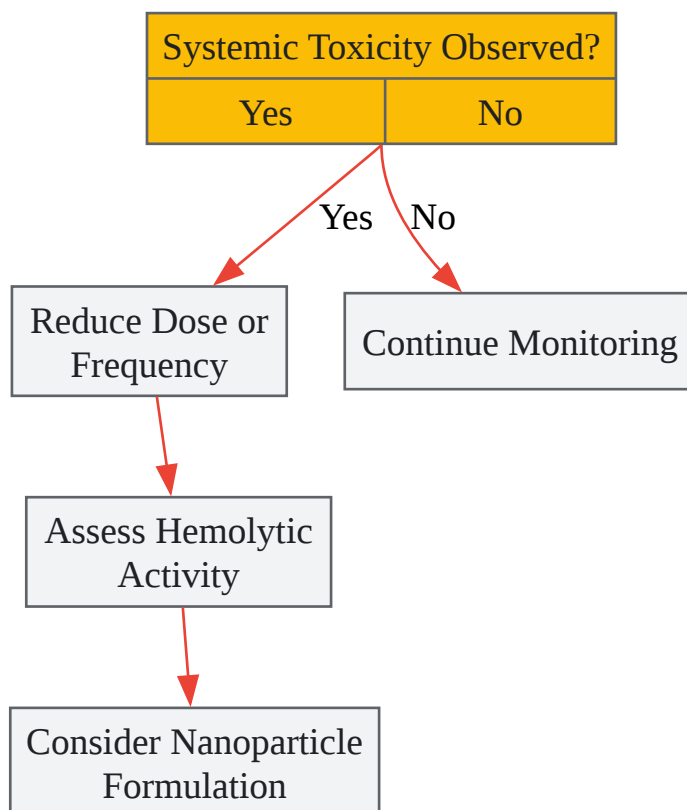 Systemic Toxicity Observed?
Yes
No
Yes
No
Reduce Dose or
Frequency
Continue Monitoring
Assess Hemolytic
Activity
Consider Nanoparticle
Formulation